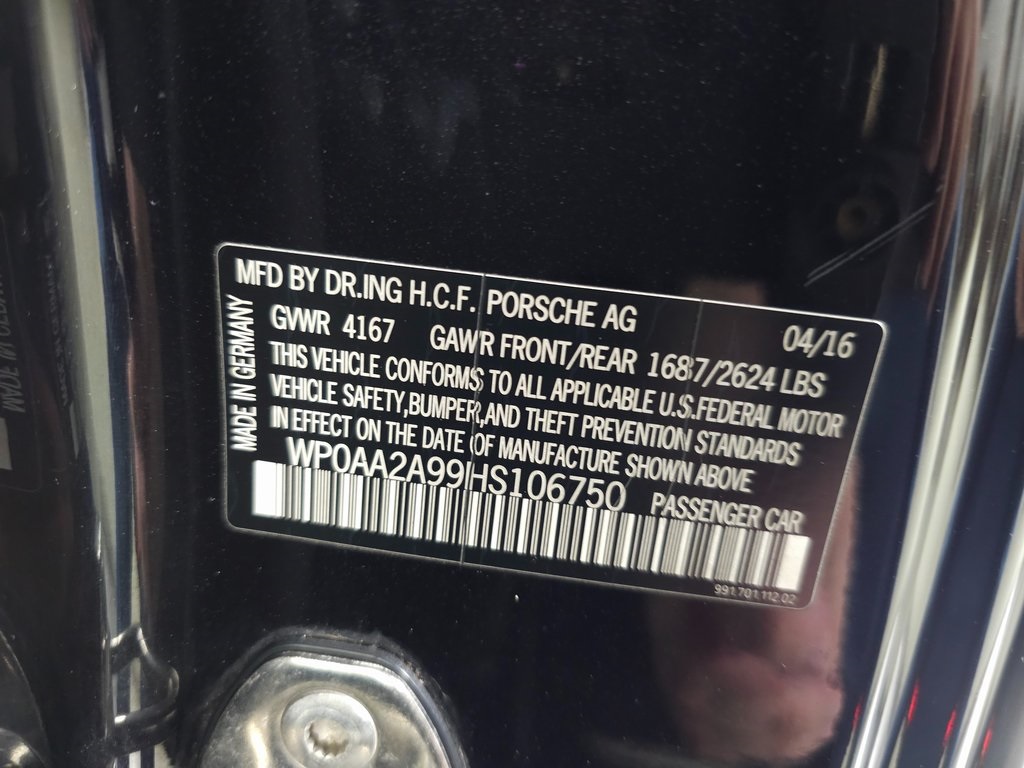 MFD BY DR.ING H.C.F. PORSCHE AG 04/16
GVWR 4167 GAWR FRONT/REAR 1687/2624 LBS
THIS VEHICLE CONFORMS TO ALL APPLICABLE U.S.FEDERAL MOTOR
VEHICLE SAFETY,BUMPER,AND THEFT PREVENTION STANDARDS
IN EFFECT ON THE DATE OF MANUFACTURE SHOWN ABOVE
WP0AA2A99HS106750 PASSENGER CAR
991.701.112.02
MADE IN GERMANY